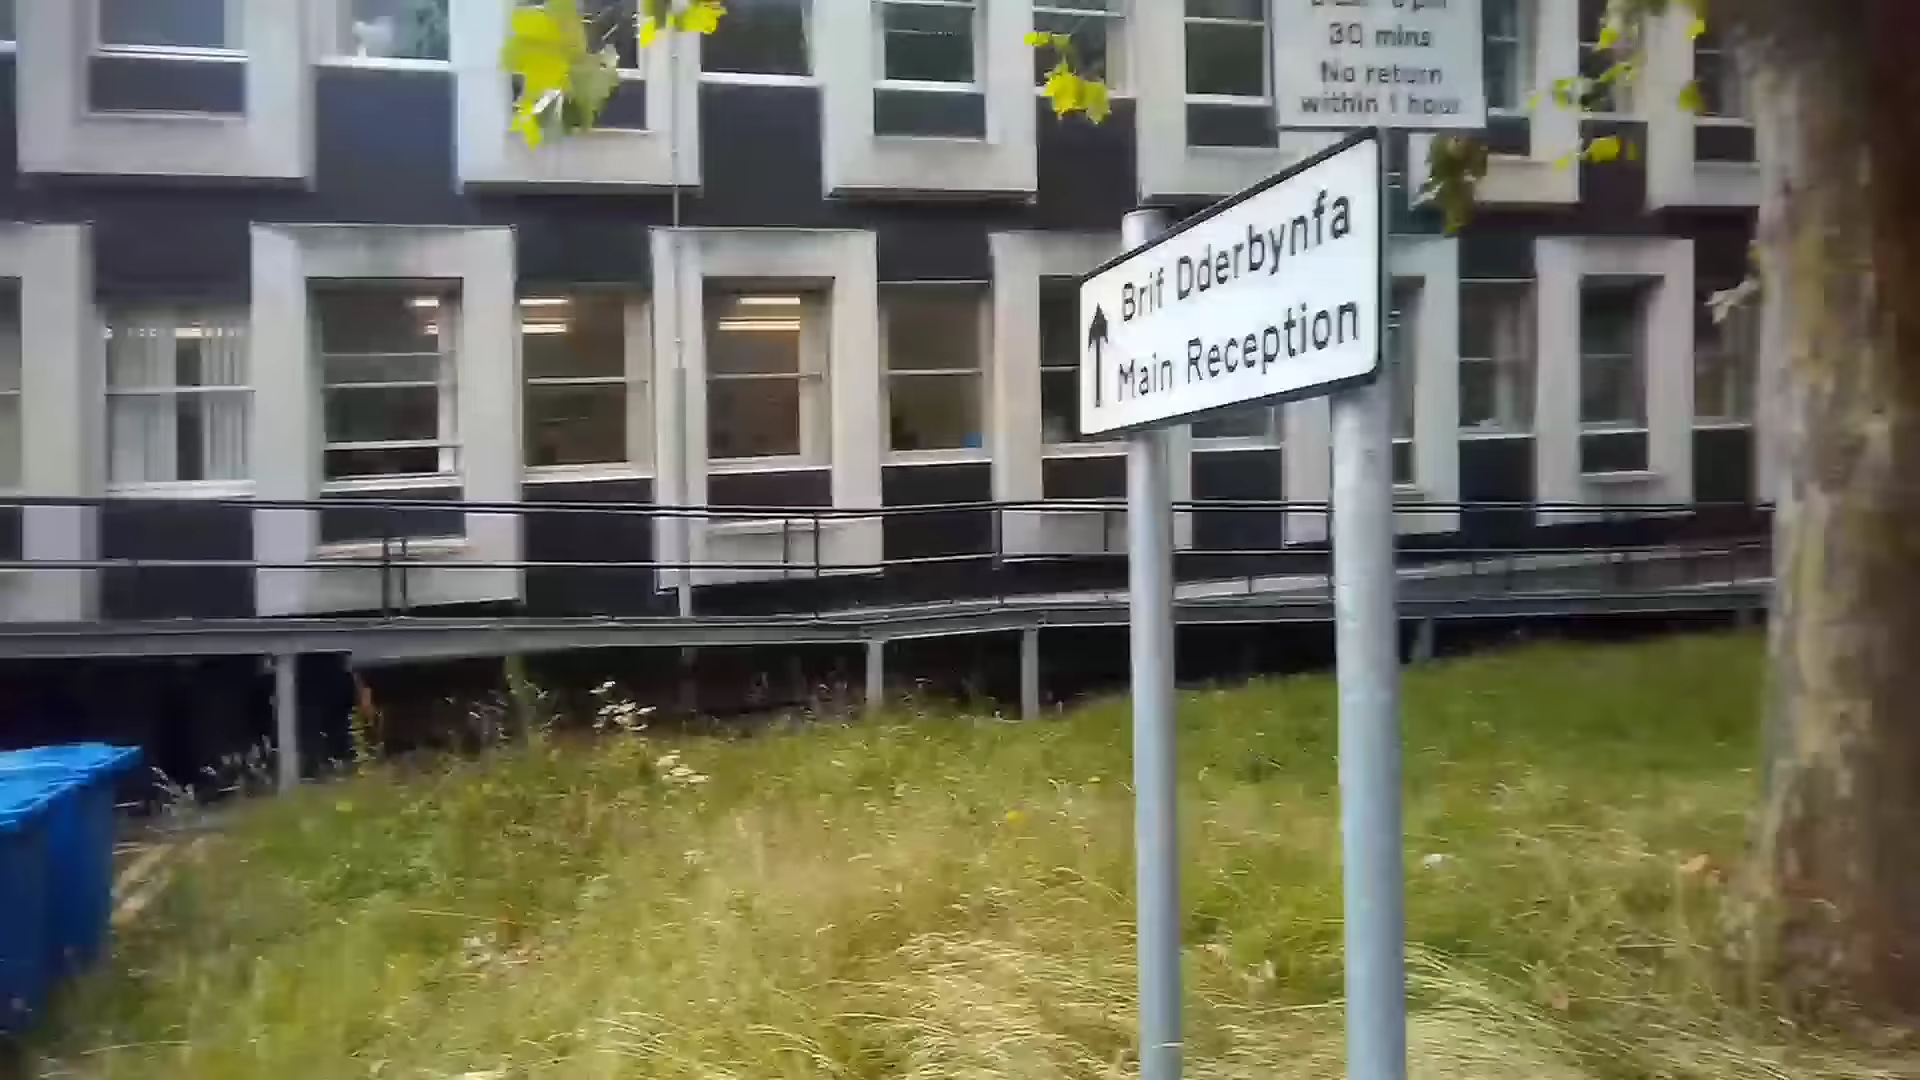 30 mins
No return
within 1 hour
Brif Dderbynfa
Main Reception